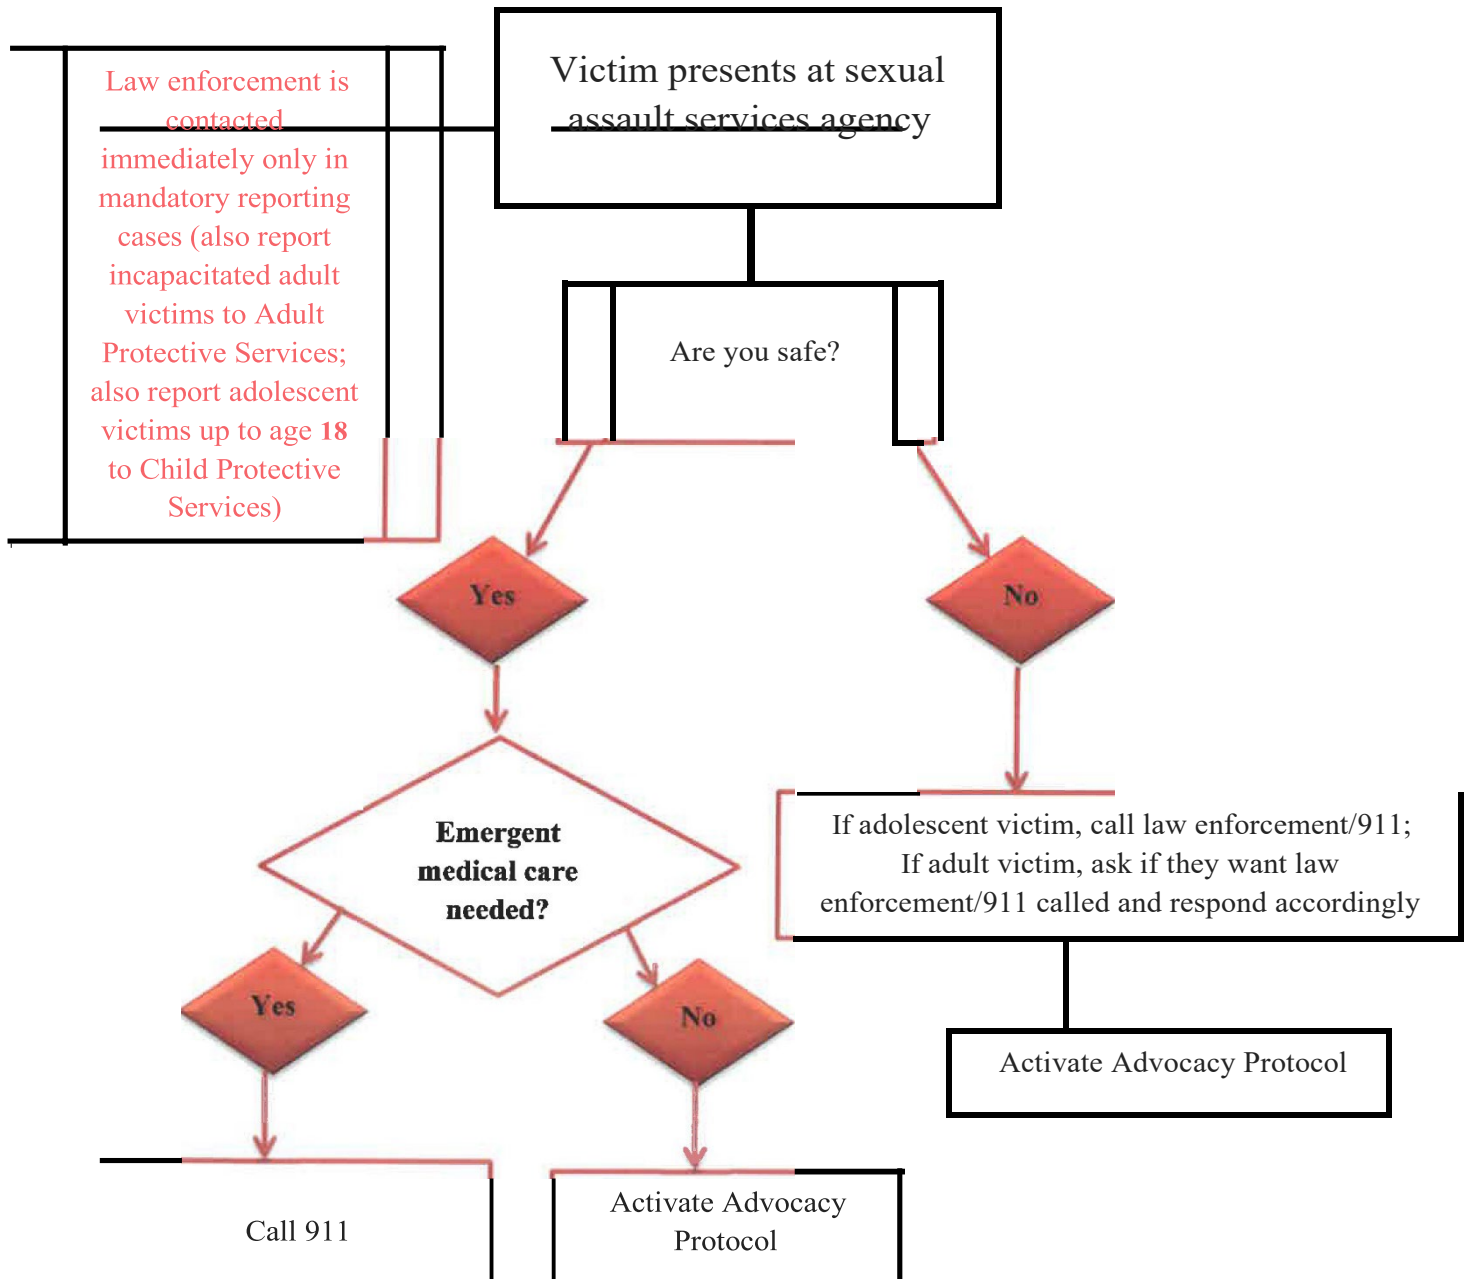 Victim presents at sexual
assault services agency
Law enforcement is
contacted
immediately only in
mandatory reporting
cases (also report
incapacitated adult
victims to Adult
Protective Services;
also report adolescent
victims up to age 18
to Child Protective
Services)
Are you safe?
Yes
No
Emergent
medical care
needed?
If adolescent victim, call law enforcement/911;
If adult victim, ask if they want law
enforcement/911 called and respond accordingly
Yes
No
Activate Advocacy Protocol
Call 911
Activate Advocacy
Protocol